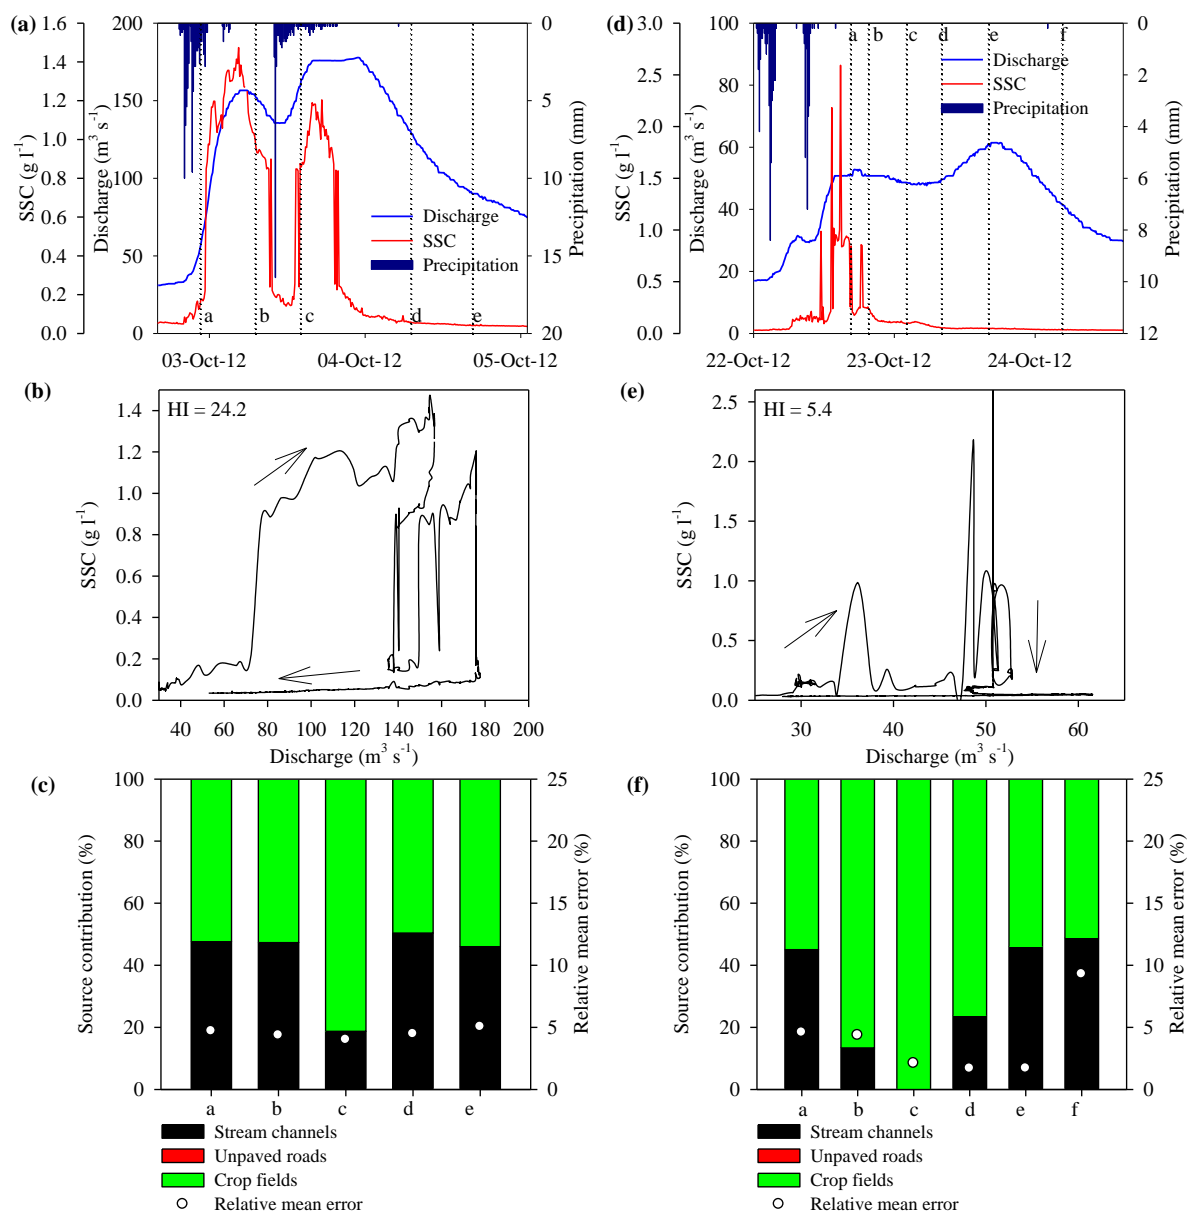 (a)
SSC (g l⁻¹)
1.6
1.4
1.2
1.0
0.8
0.6
0.4
0.2
0.0
Discharge (m³ s⁻¹)
200
150
100
50
0
Precipitation (mm)
0
5
10
15
20
Discharge
SSC
Precipitation
a b c d e
03-Oct-12 04-Oct-12 05-Oct-12
(d)
SSC (g l⁻¹)
3.0
2.5
2.0
1.5
1.0
0.5
0.0
Discharge (m³ s⁻¹)
100
80
60
40
20
0
Precipitation (mm)
0
2
4
6
8
10
12
a b c d e f
Discharge
SSC
Precipitation
22-Oct-12 23-Oct-12 24-Oct-12
(b)
HI = 24.2
SSC (g l⁻¹)
1.4
1.2
1.0
0.8
0.6
0.4
0.2
0.0
40 60 80 100 120 140 160 180 200
Discharge (m³ s⁻¹)
(e)
HI = 5.4
SSC (g l⁻¹)
2.5
2.0
1.5
1.0
0.5
0.0
30 40 50 60
Discharge (m³ s⁻¹)
(c)
Source contribution (%)
100
80
60
40
20
0
Relative mean error (%)
25
20
15
10
5
0
a b c d e
Stream channels
Unpaved roads
Crop fields
Relative mean error
(f)
Source contribution (%)
100
80
60
40
20
0
Relative mean error (%)
25
20
15
10
5
0
a b c d e f
Stream channels
Unpaved roads
Crop fields
Relative mean error